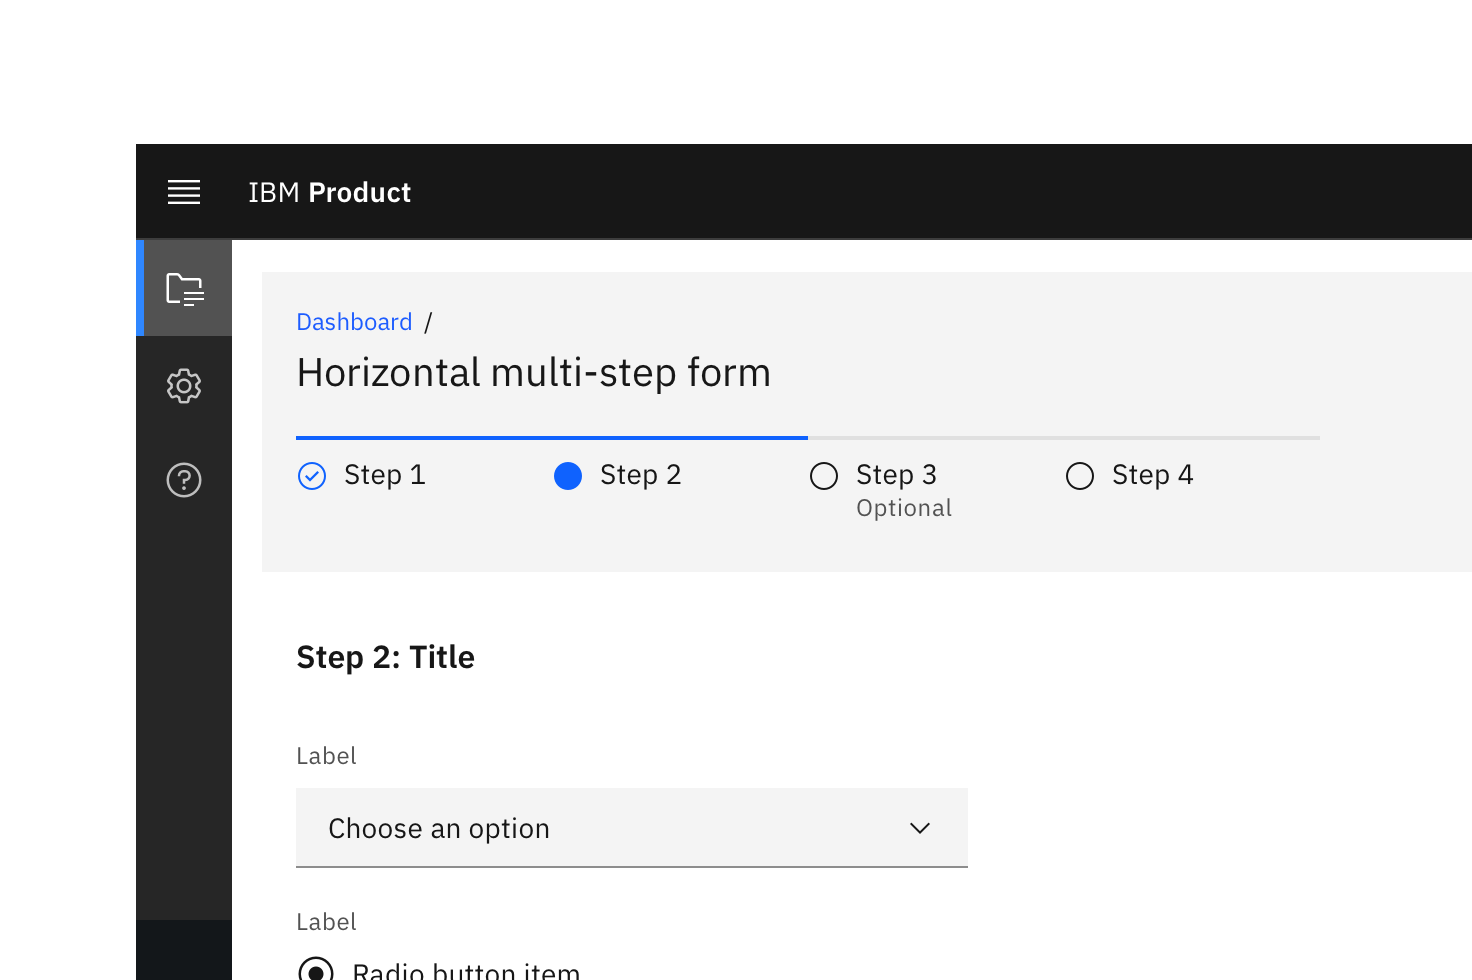 IBM Product
Dashboard /
Horizontal multi-step form
Step 1
Step 2
Step 3
Optional
Step 4
Step 2: Title
Label
Choose an option
Label
Radio button item